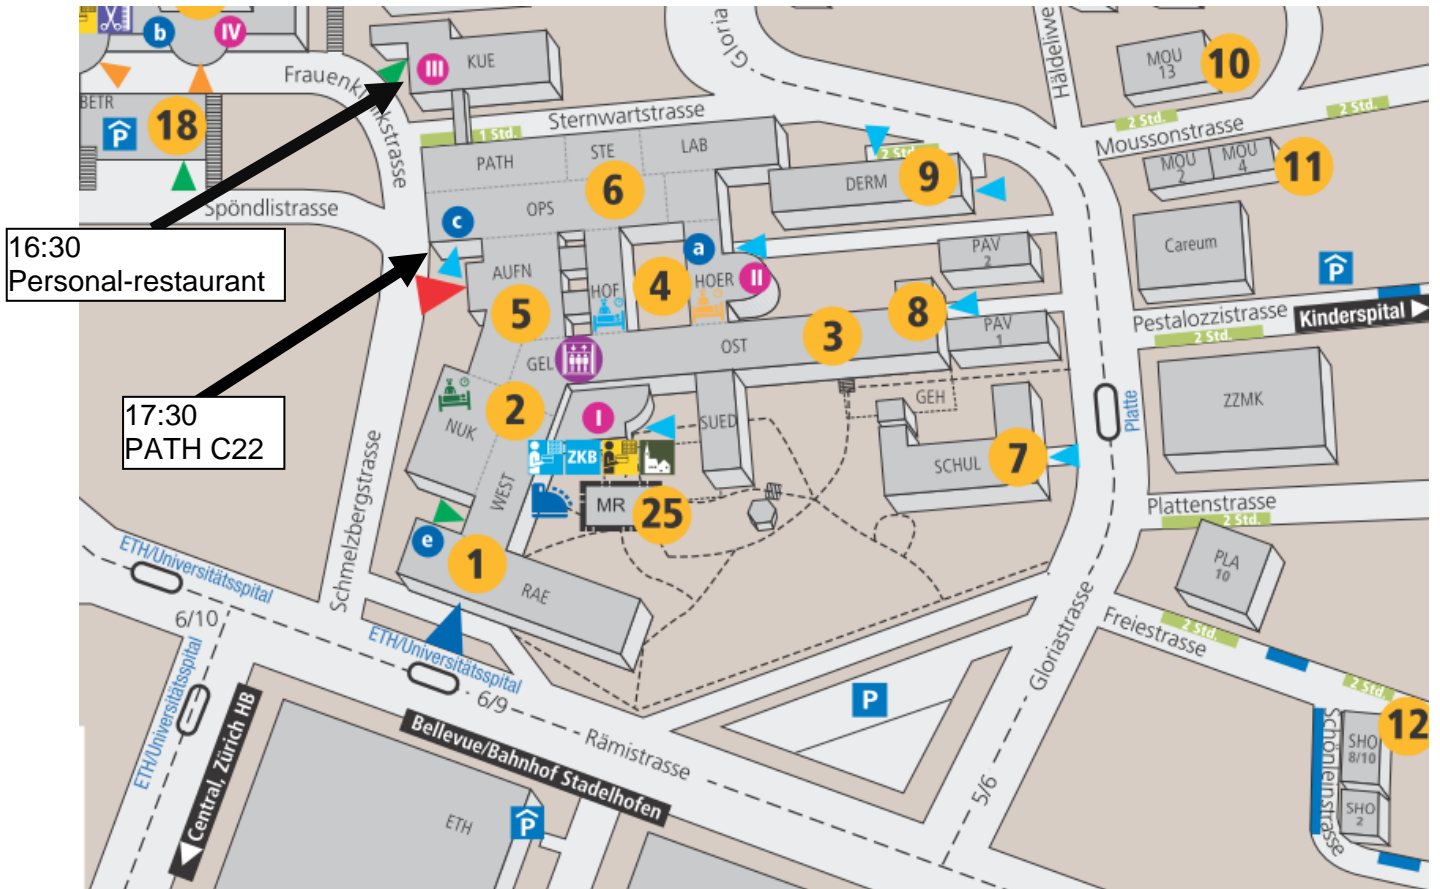 b
IV
III
KUE
Gloria
Häldeliwe
MOU
13
10
Frauenklinikstrasse
BETR
P
18
1 Std.
Sternwartstrasse
2 Std.
2 Std.
Moussonstrasse
PATH
STE
LAB
6
OPS
2 Std.
DERM
9
MOU
2
MOU
4
11
Spöndlistrasse
c
a
16:30
Personal-restaurant
AUFN
5
HOF
4
HOER
II
PAV
2
Careum
P
8
PAV
1
Pestalozzistrasse
2 Std.
Kinderspital
OST
3
GEL
17:30
PATH C22
2
NUK
I
SUED
GEH
Platte
ZZMK
ZKB
SCHUL
7
WEST
MR
25
Plattenstrasse
2 Std.
e
1
RAE
PLA
10
Schmelzbergstrasse
ETH/Universitätsspital
6/10
ETH/Universitätsspital
ETH/Universitätsspital
6/9
Rämistrasse
Bellevue/Bahnhof Stadelhofen
Central, Zürich HB
P
Gloriastrasse
5/6
Freiestrasse
2 Std.
2 Std.
Schönleinstrasse
SHO
8/10
12
SHO
2
ETH
P